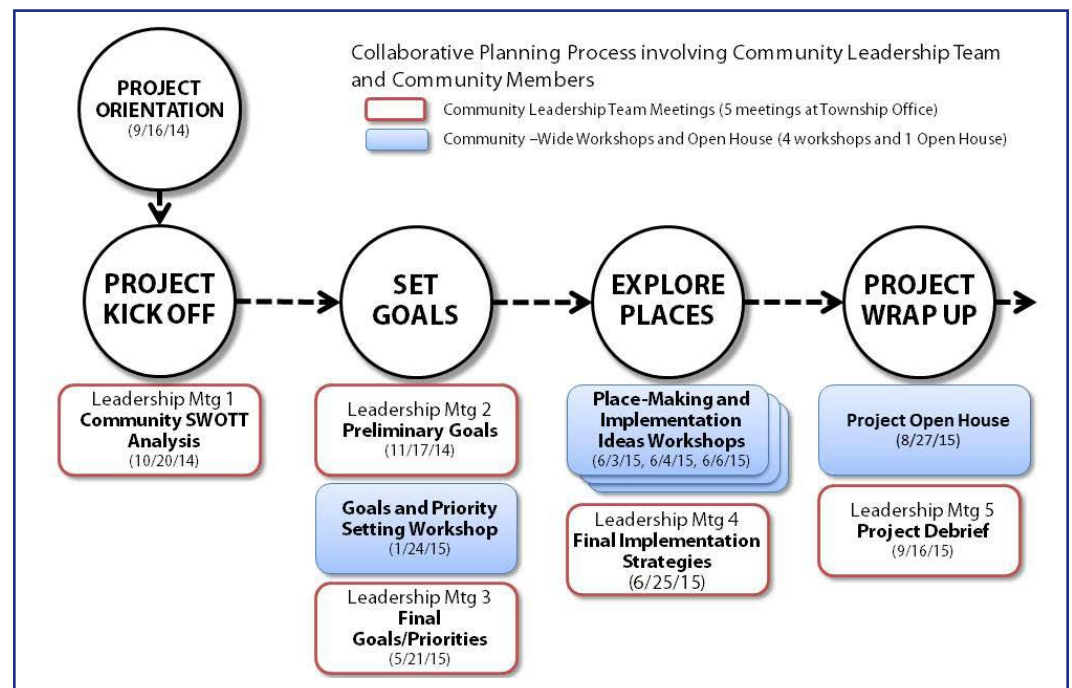 Collaborative Planning Process involving Community Leadership Team
and Community Members
Community Leadership Team Meetings (5 meetings at Township Office)
Community –Wide Workshops and Open House (4 workshops and 1 Open House)
PROJECT
ORIENTATION
(9/16/14)
PROJECT
KICK OFF
Leadership Mtg 1
Community SWOTT
Analysis
(10/20/14)
SET
GOALS
Leadership Mtg 2
Preliminary Goals
(11/17/14)
Goals and Priority
Setting Workshop
(1/24/15)
Leadership Mtg 3
Final
Goals/Priorities
(5/21/15)
EXPLORE
PLACES
Place-Making and
Implementation
Ideas Workshops
(6/3/15, 6/4/15, 6/6/15)
Leadership Mtg 4
Final Implementation
Strategies
(6/25/15)
PROJECT
WRAP UP
Project Open House
(8/27/15)
Leadership Mtg 5
Project Debrief
(9/16/15)